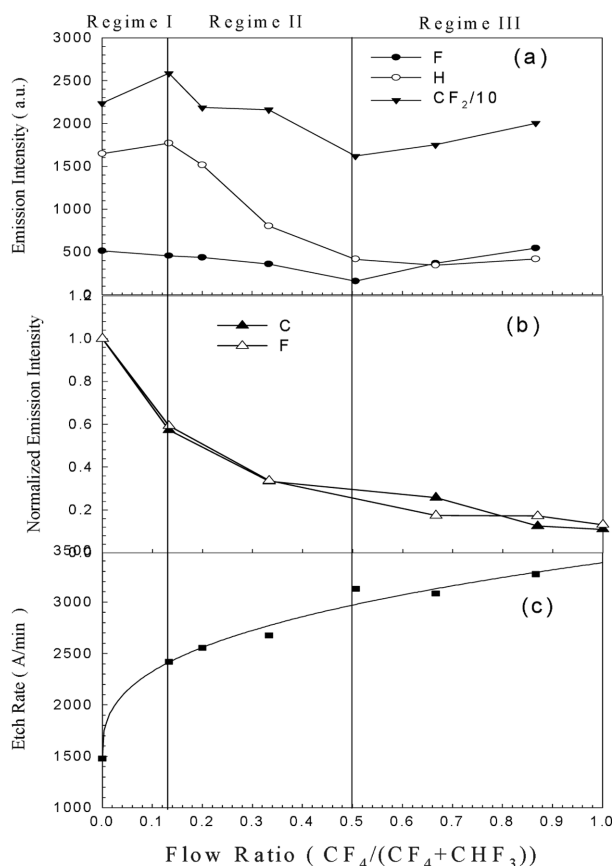 Regime I Regime II Regime III
3000
2500
2000
1500
1000
500
1.2
Emission Intensity ( a.u.)
(a)
F
H
CF2/10
1.0
0.8
0.6
0.4
0.2
0.0
Normalized Emission Intensity
(b)
C
F
3500
3000
2500
2000
1500
1000
Etch Rate ( A/min )
(c)
0.0 0.1 0.2 0.3 0.4 0.5 0.6 0.7 0.8 0.9 1.0
Flow Ratio ( CF4/(CF4+CHF3))